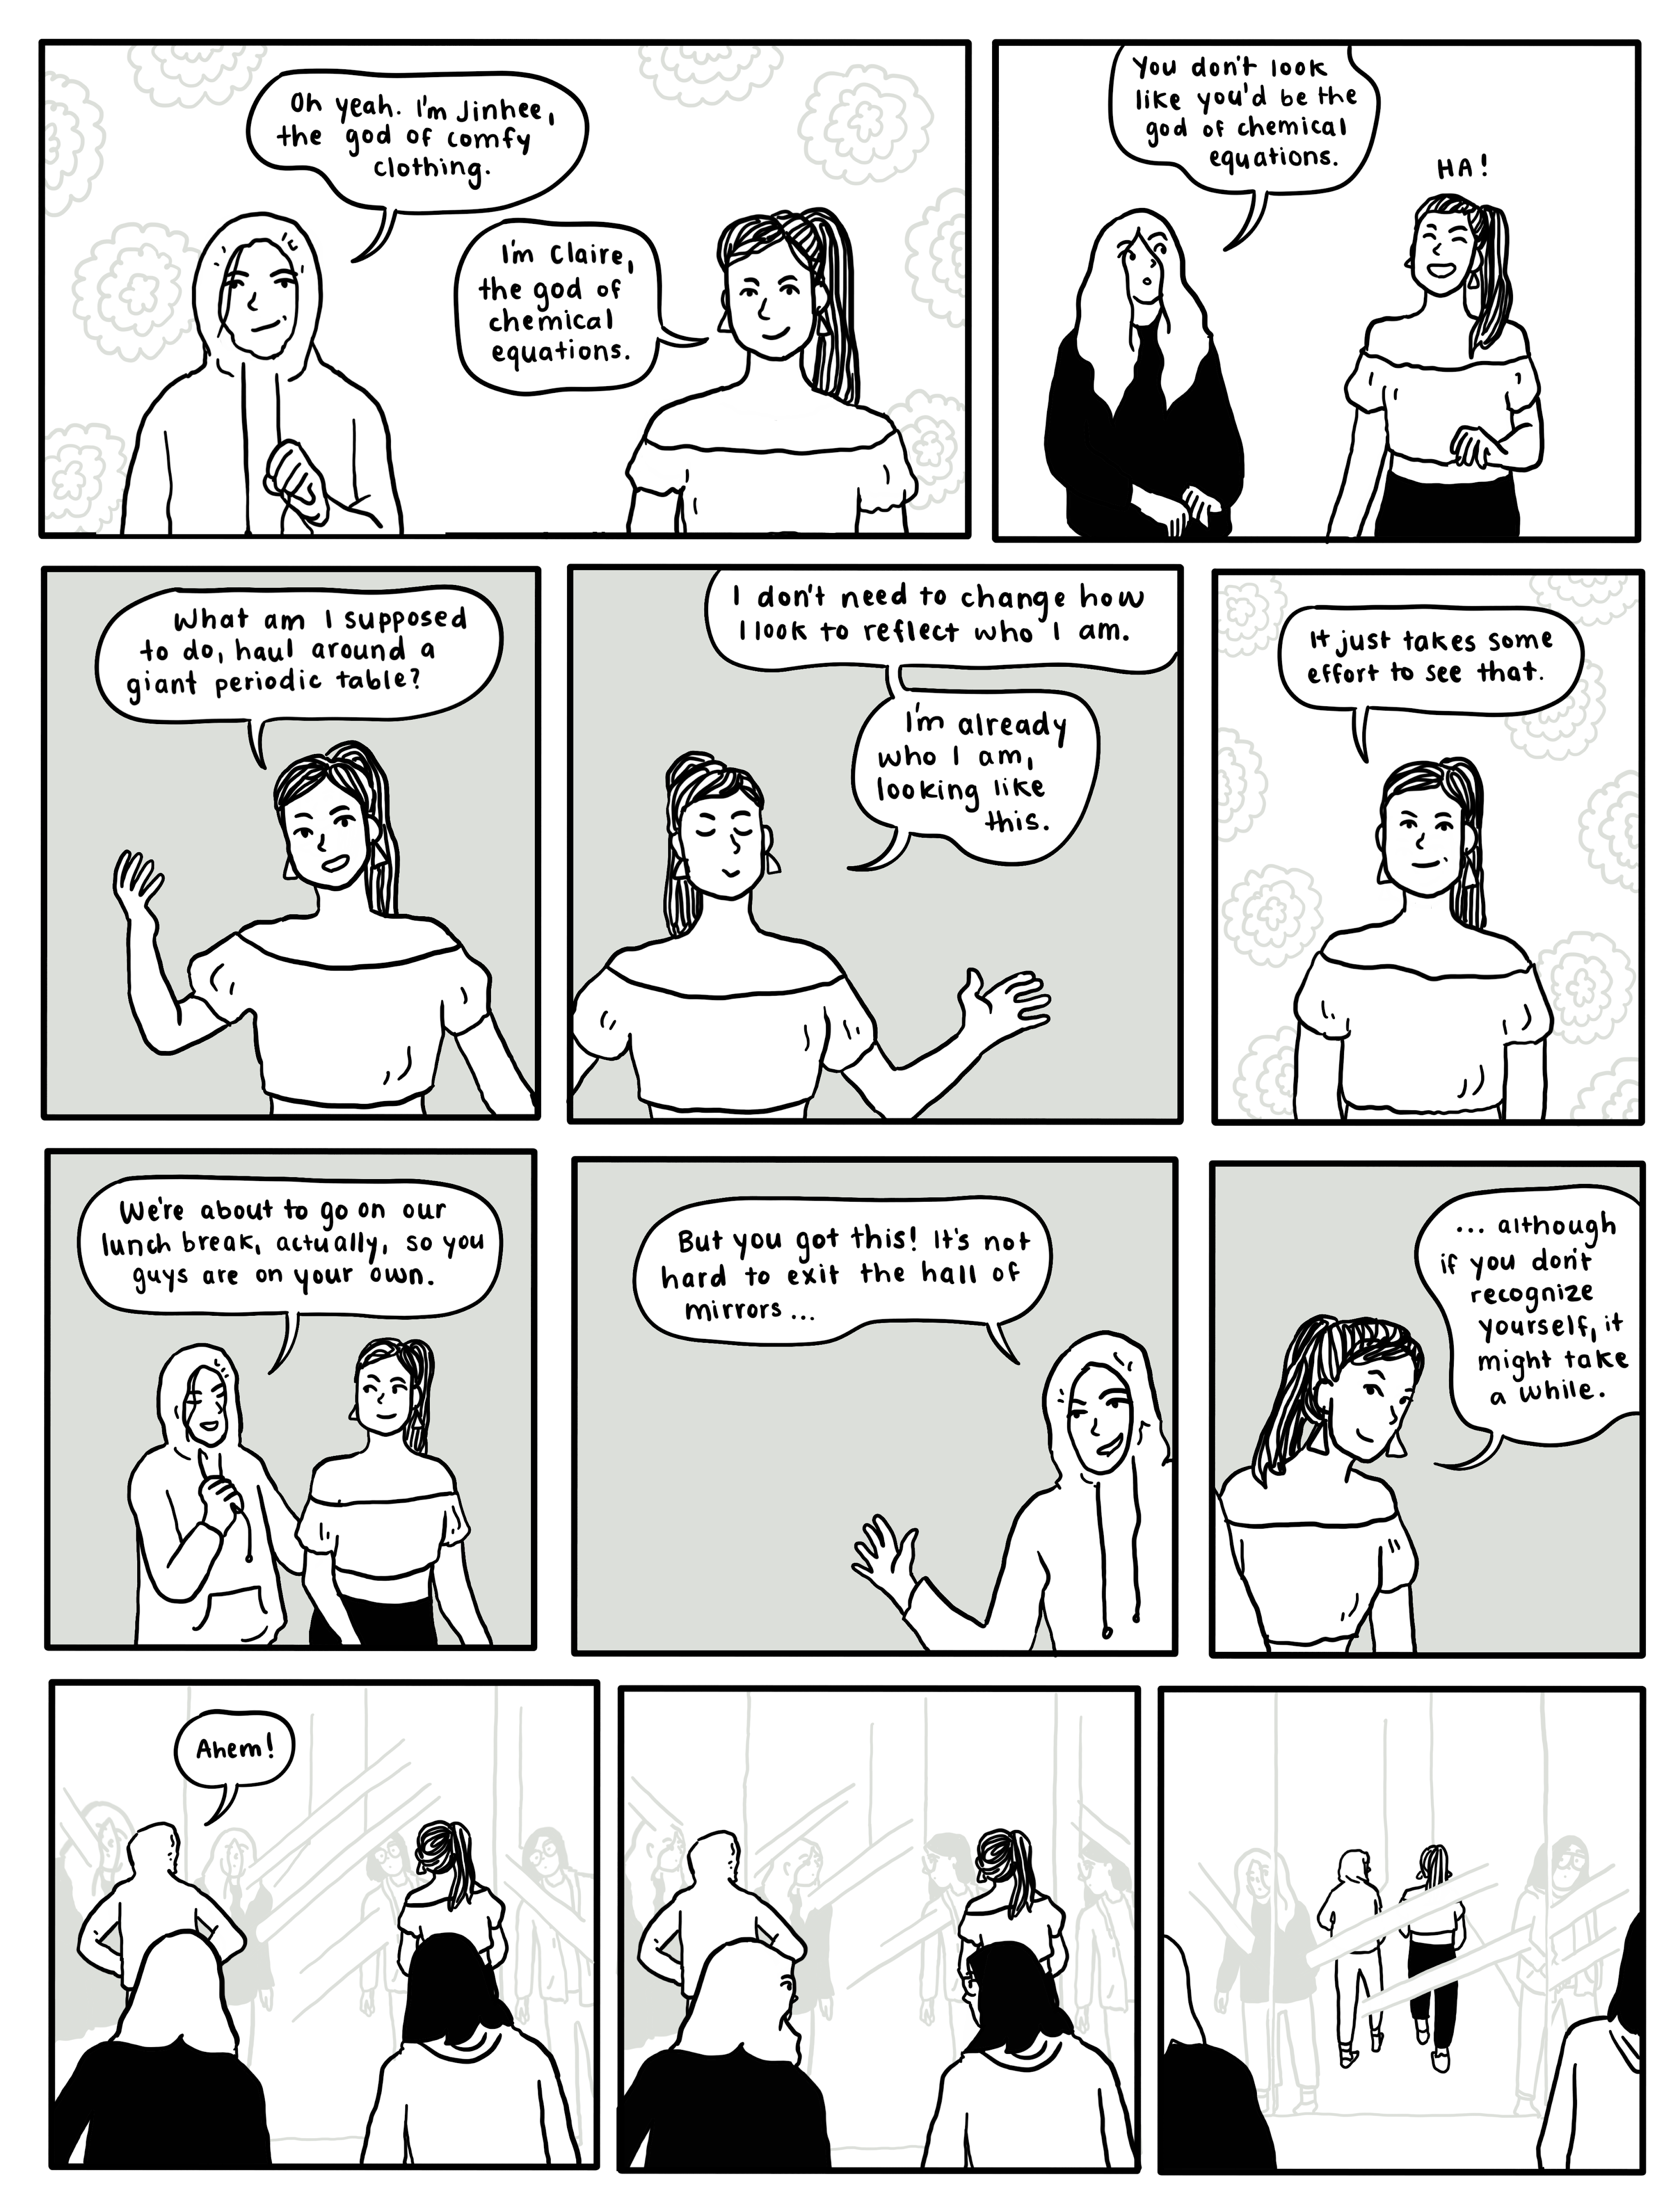 Oh yeah. I'm Jinhee,
the god of comfy
clothing.
I'm Claire,
the god of
chemical
equations.
You don't look
like you'd be the
god of chemical
equations.
HA!
What am I supposed
to do, haul around a
giant periodic table?
I don't need to change how
I look to reflect who I am.
I'm already
who I am,
looking like
this.
It just takes some
effort to see that.
We're about to go on our
lunch break, actually, so you
guys are on your own.
But you got this! It's not
hard to exit the hall of
mirrors...
... although
if you don't
recognize
yourself, it
might take
a while.
Ahem!